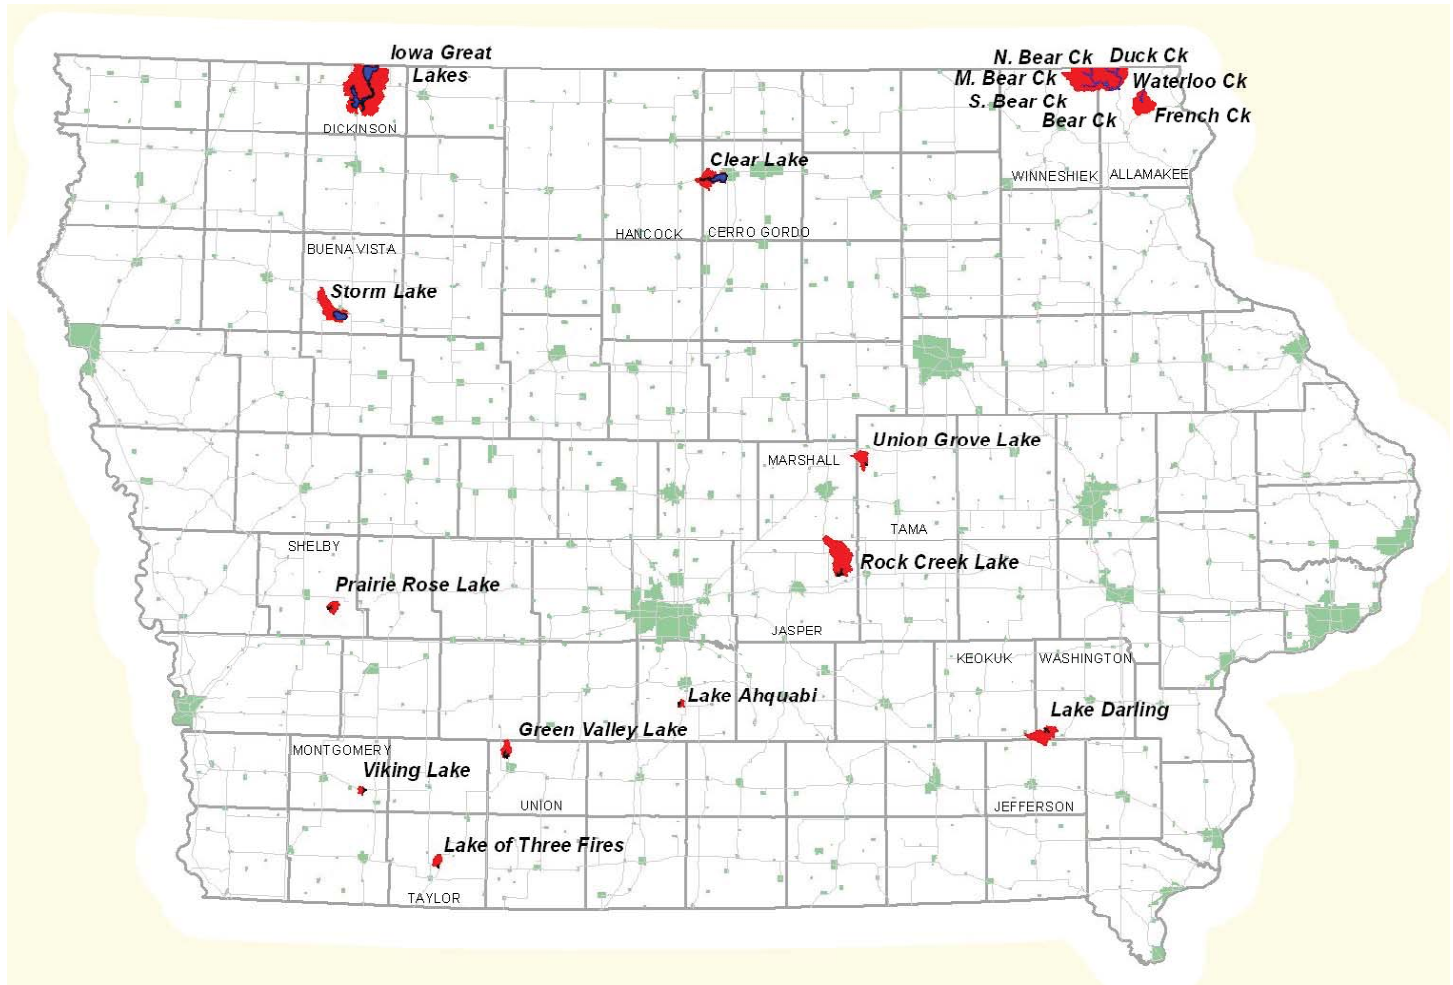 Iowa Great
Lakes
DICKINSON
N. Bear Ck
Duck Ck
M. Bear Ck
Waterloo Ck
S. Bear Ck
French Ck
Bear Ck
Clear Lake
WINNESHIEK
ALLAMAKEE
HANCOCK
CERRO GORDO
BUENA VISTA
Storm Lake
Union Grove Lake
MARSHALL
TAMA
SHELBY
Rock Creek Lake
Prairie Rose Lake
JASPER
KEOKUK
WASHINGTON
Lake Ahquabi
Lake Darling
Green Valley Lake
MONTGOMERY
Viking Lake
UNION
JEFFERSON
Lake of Three Fires
TAYLOR